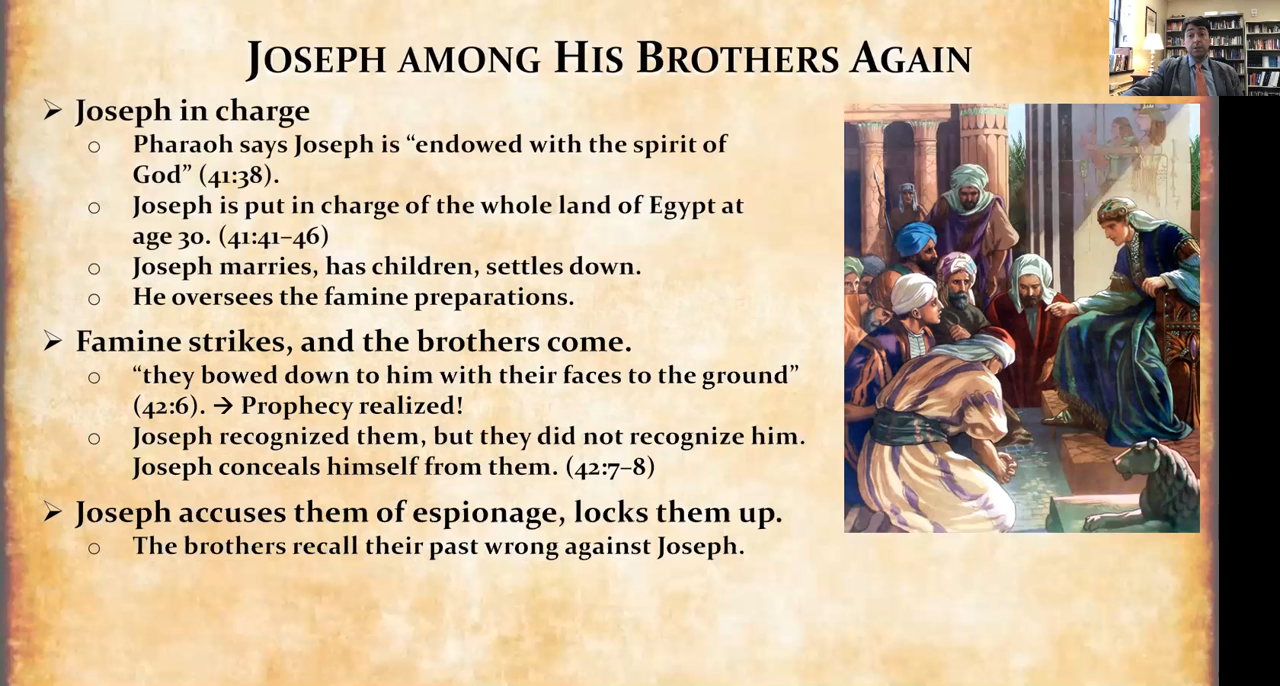 JOSEPH AMONG HIS BROTHERS AGAIN
➢ Joseph in charge
○ Pharaoh says Joseph is “endowed with the spirit of
God” (41:38).
○ Joseph is put in charge of the whole land of Egypt at
age 30. (41:41–46)
○ Joseph marries, has children, settles down.
○ He oversees the famine preparations.
➢ Famine strikes, and the brothers come.
○ “they bowed down to him with their faces to the ground”
(42:6). → Prophecy realized!
○ Joseph recognized them, but they did not recognize him.
Joseph conceals himself from them. (42:7–8)
➢ Joseph accuses them of espionage, locks them up.
○ The brothers recall their past wrong against Joseph.